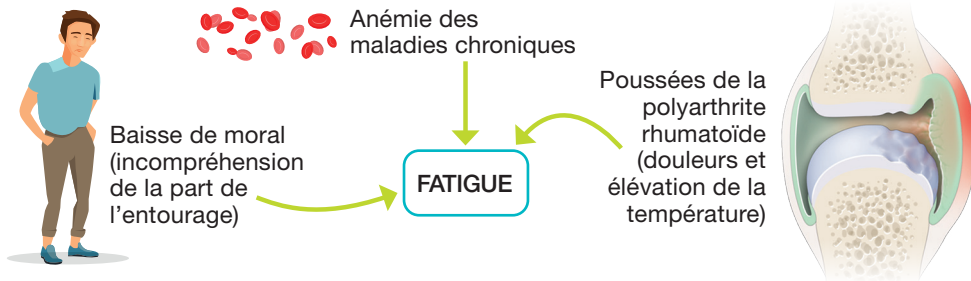 Anémie des
maladies chroniques
Poussées de la
polyarthrite
rhumatoïde
(douleurs et
élévation de la
température)
Baisse de moral
(incompréhension
de la part de
l’entourage)
FATIGUE